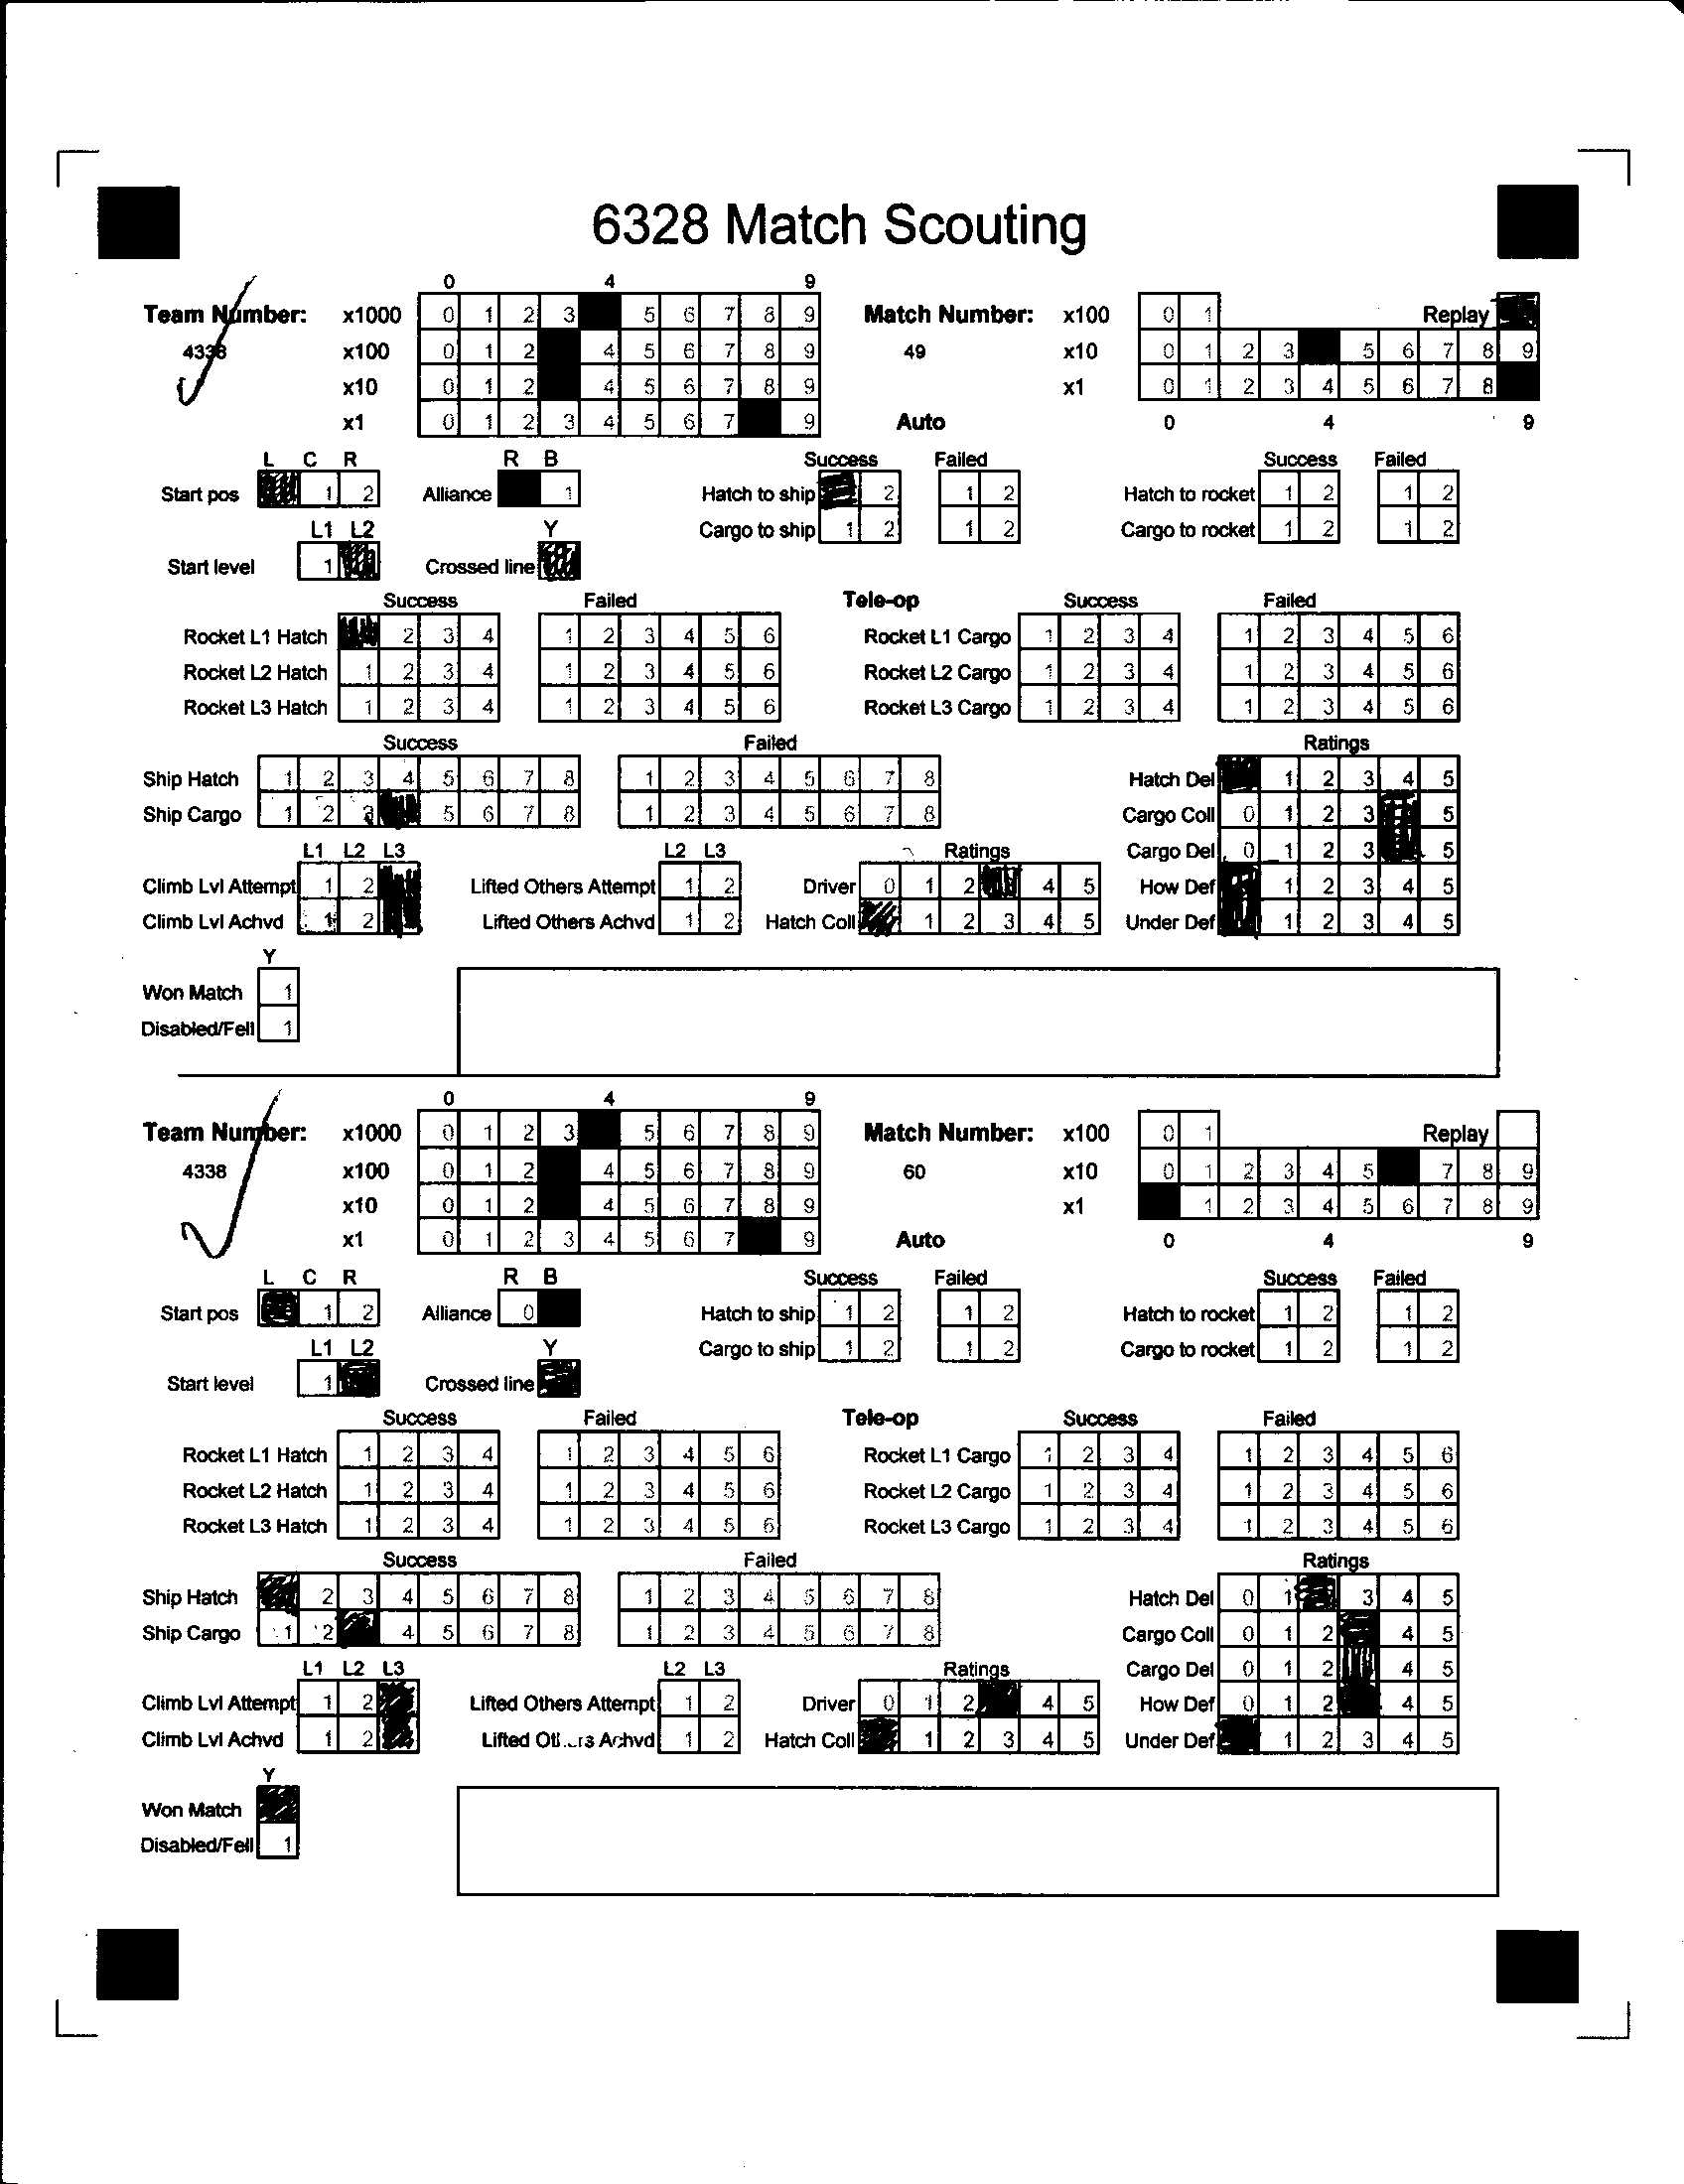 6328 Match Scouting
0 4 9
Team Number: x1000 0 1 2 3 5 6 7 8 9 Match Number: x100 0 1 Replay
4338 x100 0 1 2 4 5 6 7 8 9 49 x10 0 1 2 3 5 6 7 8 9
x10 0 1 2 4 5 6 7 8 9 x1 0 1 2 3 4 5 6 7 8
x1 0 1 2 3 4 5 6 7 9 Auto 0 4 9
L C R R B Success Failed Success Failed
Start pos 1 2 Alliance 1 Hatch to ship 2 1 2 Hatch to rocket 1 2 1 2
L1 L2 Y Cargo to ship 1 2 1 2 Cargo to rocket 1 2 1 2
Start level 1 Crossed line
Success Failed Tele-op Success Failed
Rocket L1 Hatch 2 3 4 1 2 3 4 5 6 Rocket L1 Cargo 1 2 3 4 1 2 3 4 5 6
Rocket L2 Hatch 1 2 3 4 1 2 3 4 5 6 Rocket L2 Cargo 1 2 3 4 1 2 3 4 5 6
Rocket L3 Hatch 1 2 3 4 1 2 3 4 5 6 Rocket L3 Cargo 1 2 3 4 1 2 3 4 5 6
Success Failed Ratings
Ship Hatch 1 2 3 4 5 6 7 8 1 2 3 4 5 6 7 8 Hatch Del 1 2 3 4 5
Ship Cargo 1 2 3 5 6 7 8 1 2 3 4 5 6 7 8 Cargo Coll 0 1 2 3 5
L1 L2 L3 L2 L3 Ratings Cargo Del 0 1 2 3 5
Climb Lvl Attempt 1 2 Lifted Others Attempt 1 2 Driver 0 1 2 4 5 How Def 1 2 3 4 5
Climb Lvl Achvd 1 2 Lifted Others Achvd 1 2 Hatch Coll 1 2 3 4 5 Under Def 1 2 3 4 5
Y
Won Match 1
Disabled/Fell 1
0 4 9
Team Number: x1000 0 1 2 3 5 6 7 8 9 Match Number: x100 0 1 Replay
4338 x100 0 1 2 4 5 6 7 8 9 60 x10 0 1 2 3 4 5 7 8 9
x10 0 1 2 4 5 6 7 8 9 x1 1 2 3 4 5 6 7 8 9
x1 0 1 2 3 4 5 6 7 9 Auto 0 4 9
L C R R B Success Failed Success Failed
Start pos 1 2 Alliance 0 Hatch to ship 1 2 1 2 Hatch to rocket 1 2 1 2
L1 L2 Y Cargo to ship 1 2 1 2 Cargo to rocket 1 2 1 2
Start level 1 Crossed line
Success Failed Tele-op Success Failed
Rocket L1 Hatch 1 2 3 4 1 2 3 4 5 6 Rocket L1 Cargo 1 2 3 4 1 2 3 4 5 6
Rocket L2 Hatch 1 2 3 4 1 2 3 4 5 6 Rocket L2 Cargo 1 2 3 4 1 2 3 4 5 6
Rocket L3 Hatch 1 2 3 4 1 2 3 4 5 6 Rocket L3 Cargo 1 2 3 4 1 2 3 4 5 6
Success Failed Ratings
Ship Hatch 2 3 4 5 6 7 8 1 2 3 4 5 6 7 8 Hatch Del 0 1 3 4 5
Ship Cargo 1 2 4 5 6 7 8 1 2 3 4 5 6 7 8 Cargo Coll 0 1 2 4 5
L1 L2 L3 L2 L3 Ratings Cargo Del 0 1 2 4 5
Climb Lvl Attempt 1 2 Lifted Others Attempt 1 2 Driver 0 1 2 4 5 How Def 0 1 2 4 5
Climb Lvl Achvd 1 2 Lifted Others Achvd 1 2 Hatch Coll 1 2 3 4 5 Under Def 1 2 3 4 5
Y
Won Match
Disabled/Fell 1